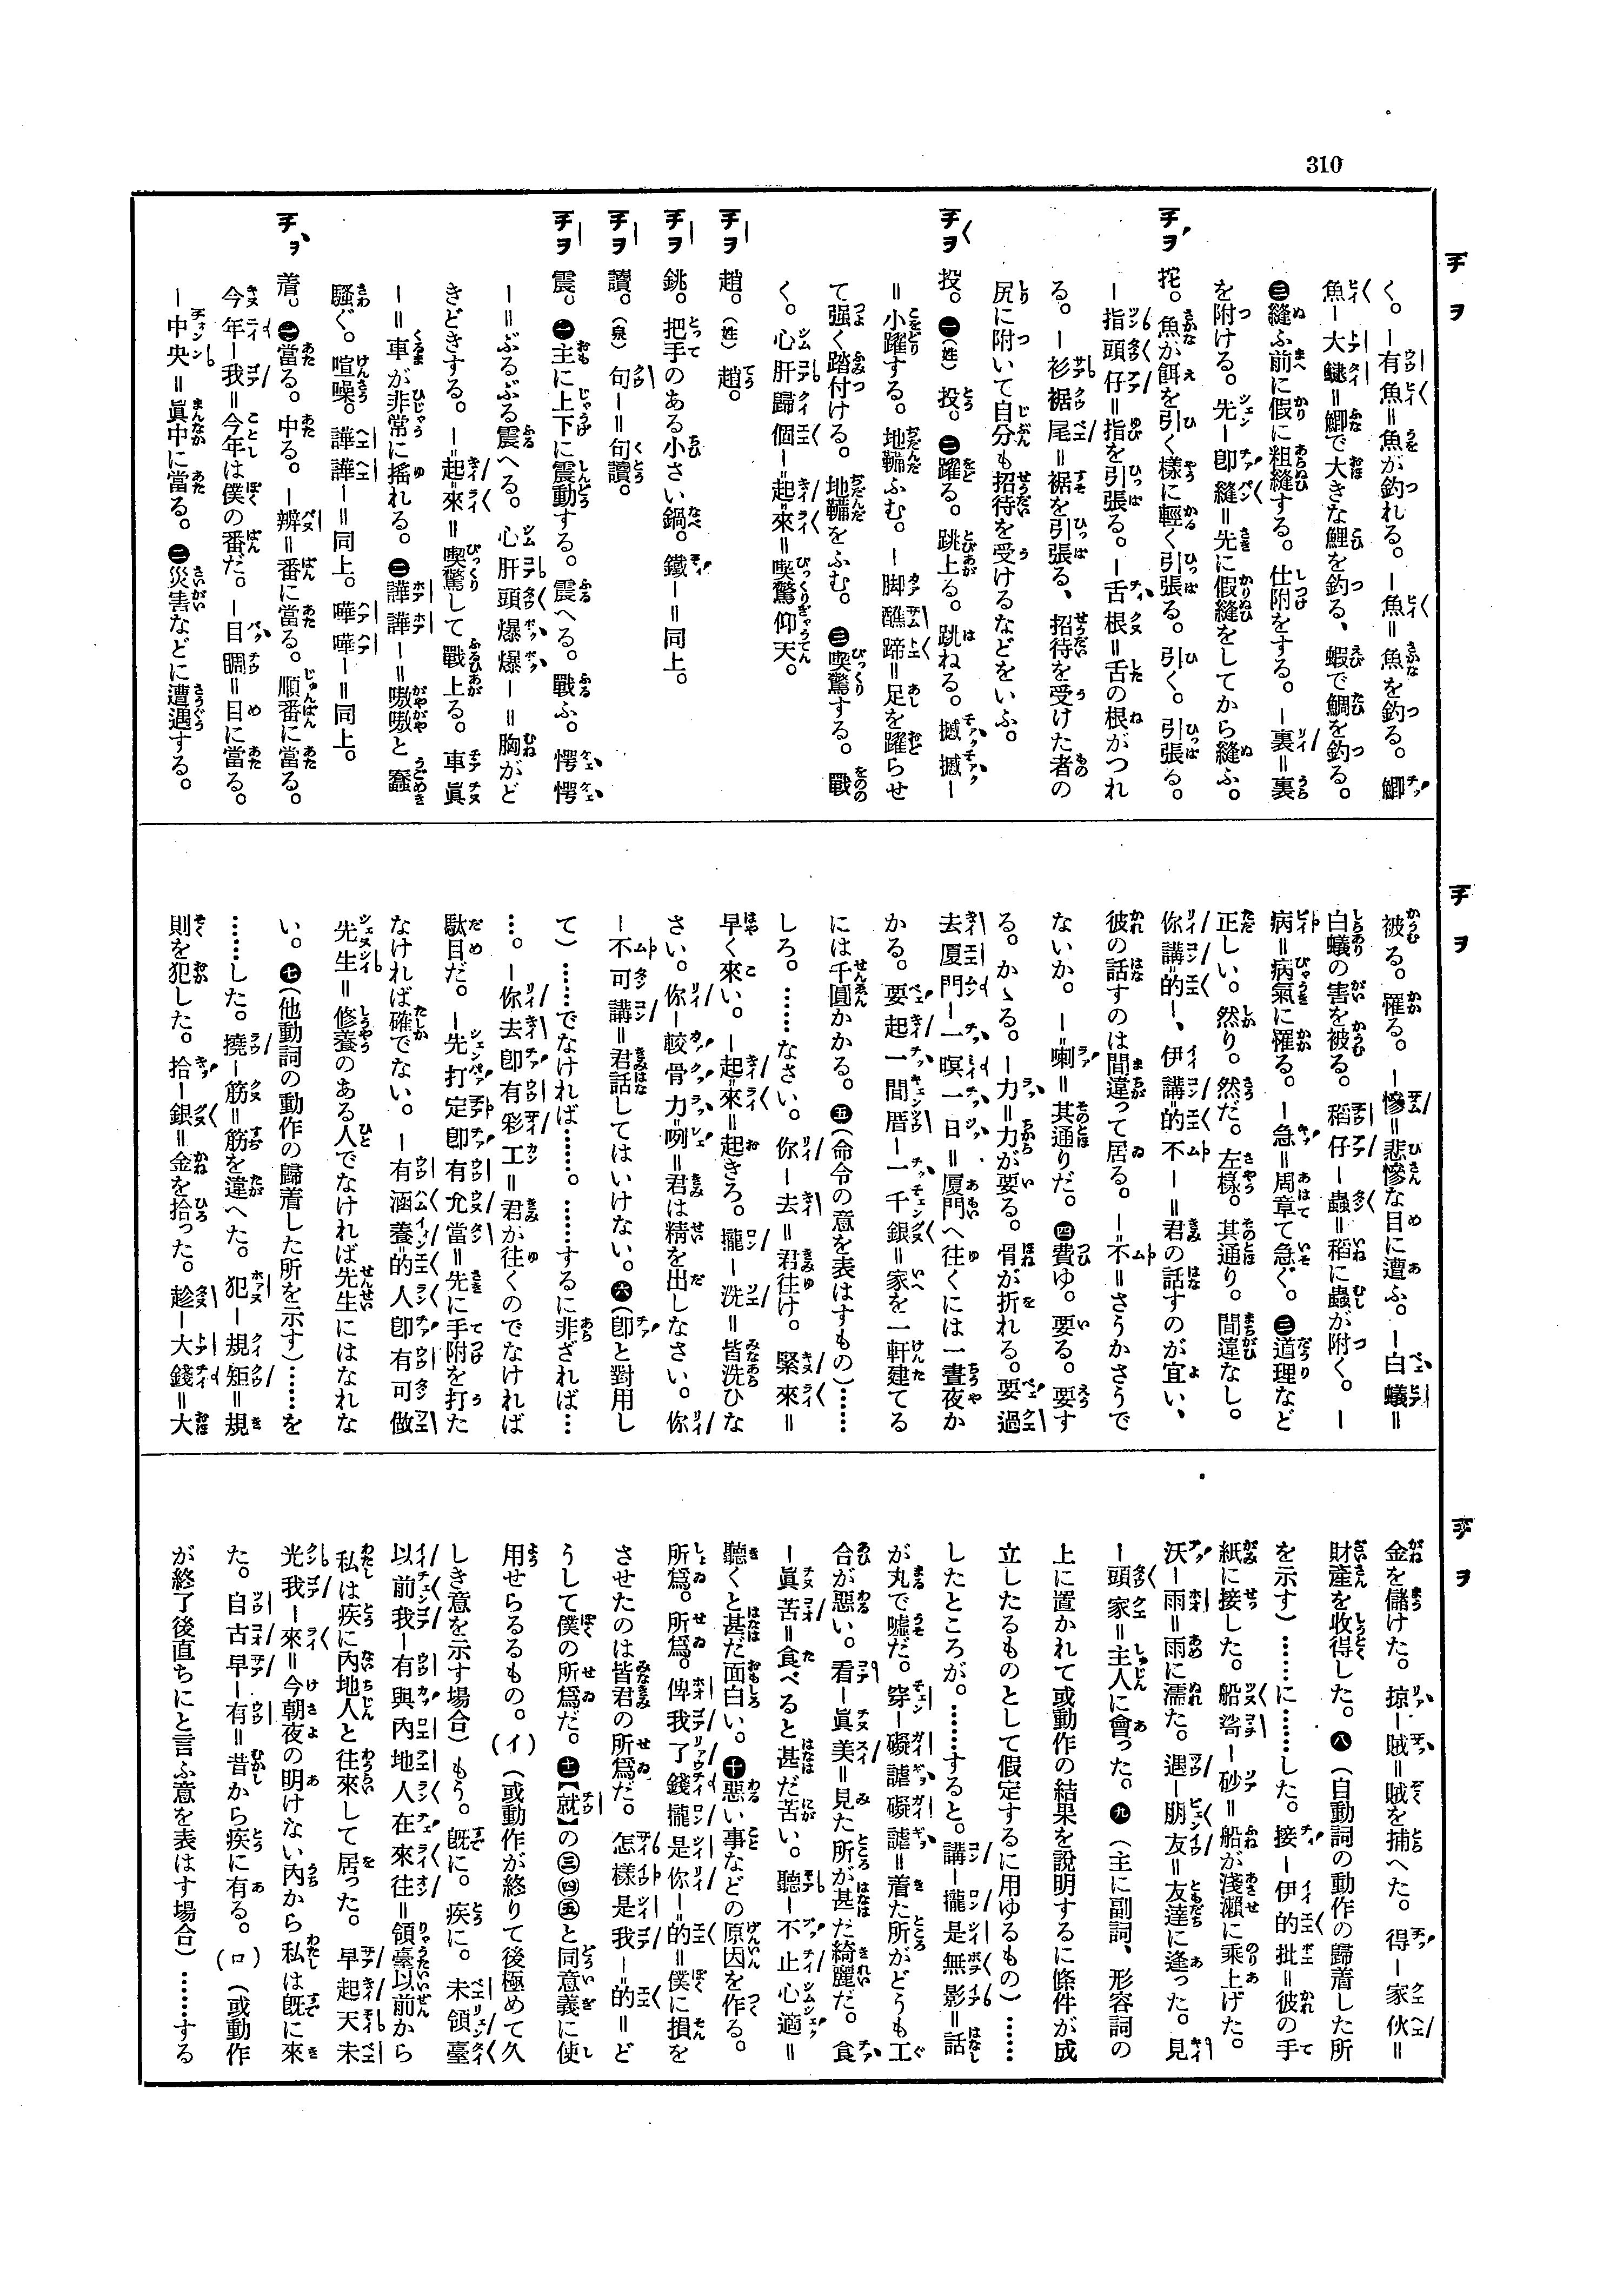 310
チヲ
く。ー有魚=魚が釣れる。ー魚=魚を釣る。鯽
魚ー大鱷=鯽で大きな鯉を釣る、蝦で鯛を釣る。
㊂縫ふ前に假に粗縫する。仕附をする。ー裏=裏
を附ける。先ー卽縫=先に假縫をしてから縫ふ。
チヲ 挓。魚が餌を引く樣に輕く引張る。引く。引張る。
ー指頭仔=指を引張る。ー舌根=舌の根がつれ
る。ー衫裾尾=裾を引張る、招待を受けた者の
尻に附いて自分も招待を受けるなどをいふ。
チヲ 投。㊀(姓)投。㊁躍る。跳上る。跳ねる。撼撼ー
=小躍する。地鞴ふむ。ー脚醮蹄=足を躍らせ
て强く踏付ける。地鞴をふむ。㊂喫驚する。戰
く。心肝歸個ー=起=來=喫驚仰天。
チヲ 趙。(姓)趙。
チヲ 銚。把手のある小さい鍋。鐵ー=同上。
チヲ 讀。(泉)句ー=句讀。
チヲ 震。㊀主に上下に震動する。震へる。戰ふ。愕愕
ー=ぶるぶる震へる。心肝頭爆爆ー=胸がど
きどきする。ー=起=來=喫驚して戰上る。車眞
ー=車が非常に搖れる。㊁譁譁ー=嗷嗷と蠢
騷ぐ。喧噪。譁譁ー=同上。嘩嘩ー=同上。
チヲ 着。㊀當る。中る。ー辨=番に當る。順番に當る。
今年ー我=今年は僕の番だ。ー目睭=目に當る。
ー中央=眞中に當る。㊁災害などに遭遇する。
チヲ
被る。罹る。ー慘=悲慘な目に遭ふ。ー白蟻=
白蟻の害を被る。稻仔ー蟲=稻に蟲が附く。ー
病=病氣に罹る。ー急=周章て急ぐ。㊂道理など
正しい。然り。然だ。左樣。其通り。間違なし。
你講=的ー、伊講=的不ー=君の話すのが宜い、
彼の話すのは間違って居る。ー=不=さうかさうで
ないか。ー=喇=其通りだ。㊃費ゆ。要る。要す
る。かゝる。ー力=力が要る。骨が折れる。要過
去厦門ー一暝一日=厦門へ往くには一晝夜か
かる。要起一間厝ー一千銀=家を一軒建てる
には千圓かかる。㊄(命令の意を表はすもの)……
しろ。……なさい。你ー去=君往け。緊來=
早く來い。ー起=來=起きろ。攏ー洗=皆洗ひな
さい。你ー較骨力=咧=君は精を出しなさい。你
ー不可講=君話してはいけない。㊅(卽と對用し
て)……でなければ……。……するに非ざれば…
…。ー你去卽有彩工=君が往くのでなければ
駄目だ。ー先打定卽有允當=先に手附を打た
なければ確でない。ー有涵養=的人卽有可做
先生=修養のある人でなければ先生にはなれな
い。㊆(他動詞の動作の歸着した所を示す)……を
……した。撓ー筋=筋を違へた。犯ー規矩=規
則を犯した。拾ー銀=金を拾った。趁ー大錢=大
チヲ
金を儲けた。掠ー賊=賊を捕へた。得ー家伙=
財產を收得した。㊇(自動詞の動作の歸着した所
を示す)……に……した。接ー伊的批=彼の手
紙に接した。船𣻗ー砂=船が淺瀨に乘上げた。
沃ー雨=雨に濡れた。遇ー朋友=友達に逢った。見
ー頭家=主人に會った。㊈(主に副詞、形容詞の
上に置かれて或動作の結果を說明するに條件が成
立したるものとして假定するに用ゆるもの)……
したところが。……すると。講ー攏是無影=話
が丸で噓だ。穿ー礙謔礙謔=着た所がどうも工
合が惡い。看ー眞美=見た所が甚だ綺麗だ。食
ー眞苦=食べると甚だ苦い。聽ー不止心適=
聽くと甚だ面白い。㊉惡い事などの原因を作る。
所爲。所爲。俾我了錢攏是你ー=的=僕に損を
させたのは皆君の所爲だ。怎樣是我ー=的=ど
うして僕の所爲だ。㊉㊀【就】の㊂㊃㊄と同意義に使
用せらるるもの。(イ)(或動作が終りて後極めて久
しき意を示す場合)もう。旣に。疾に。未領臺
以前我ー有與內地人在來往=領臺以前から
私は疾に內地人と往來して居った。早起天未
光我ー來=今朝夜の明けない內から私は旣に來
た。自古早ー有=昔から疾に有る。(ロ)(或動作
が終了後直ちにと言ふ意を表はす場合)……する